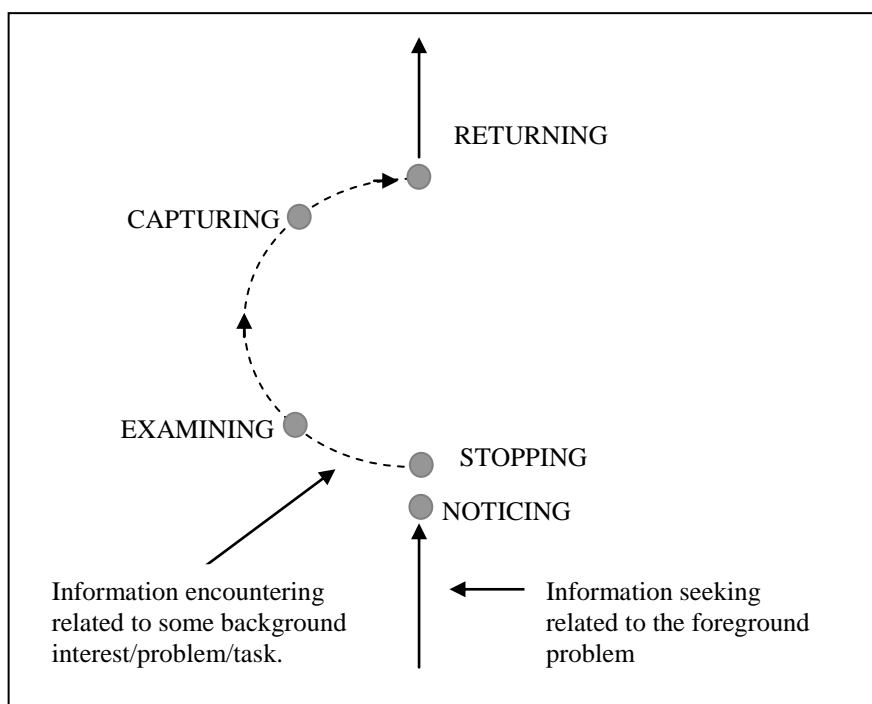 RETURNING
CAPTURING
EXAMINING
STOPPING
NOTICING
Information encountering
related to some background
interest/problem/task.
Information seeking
related to the foreground
problem